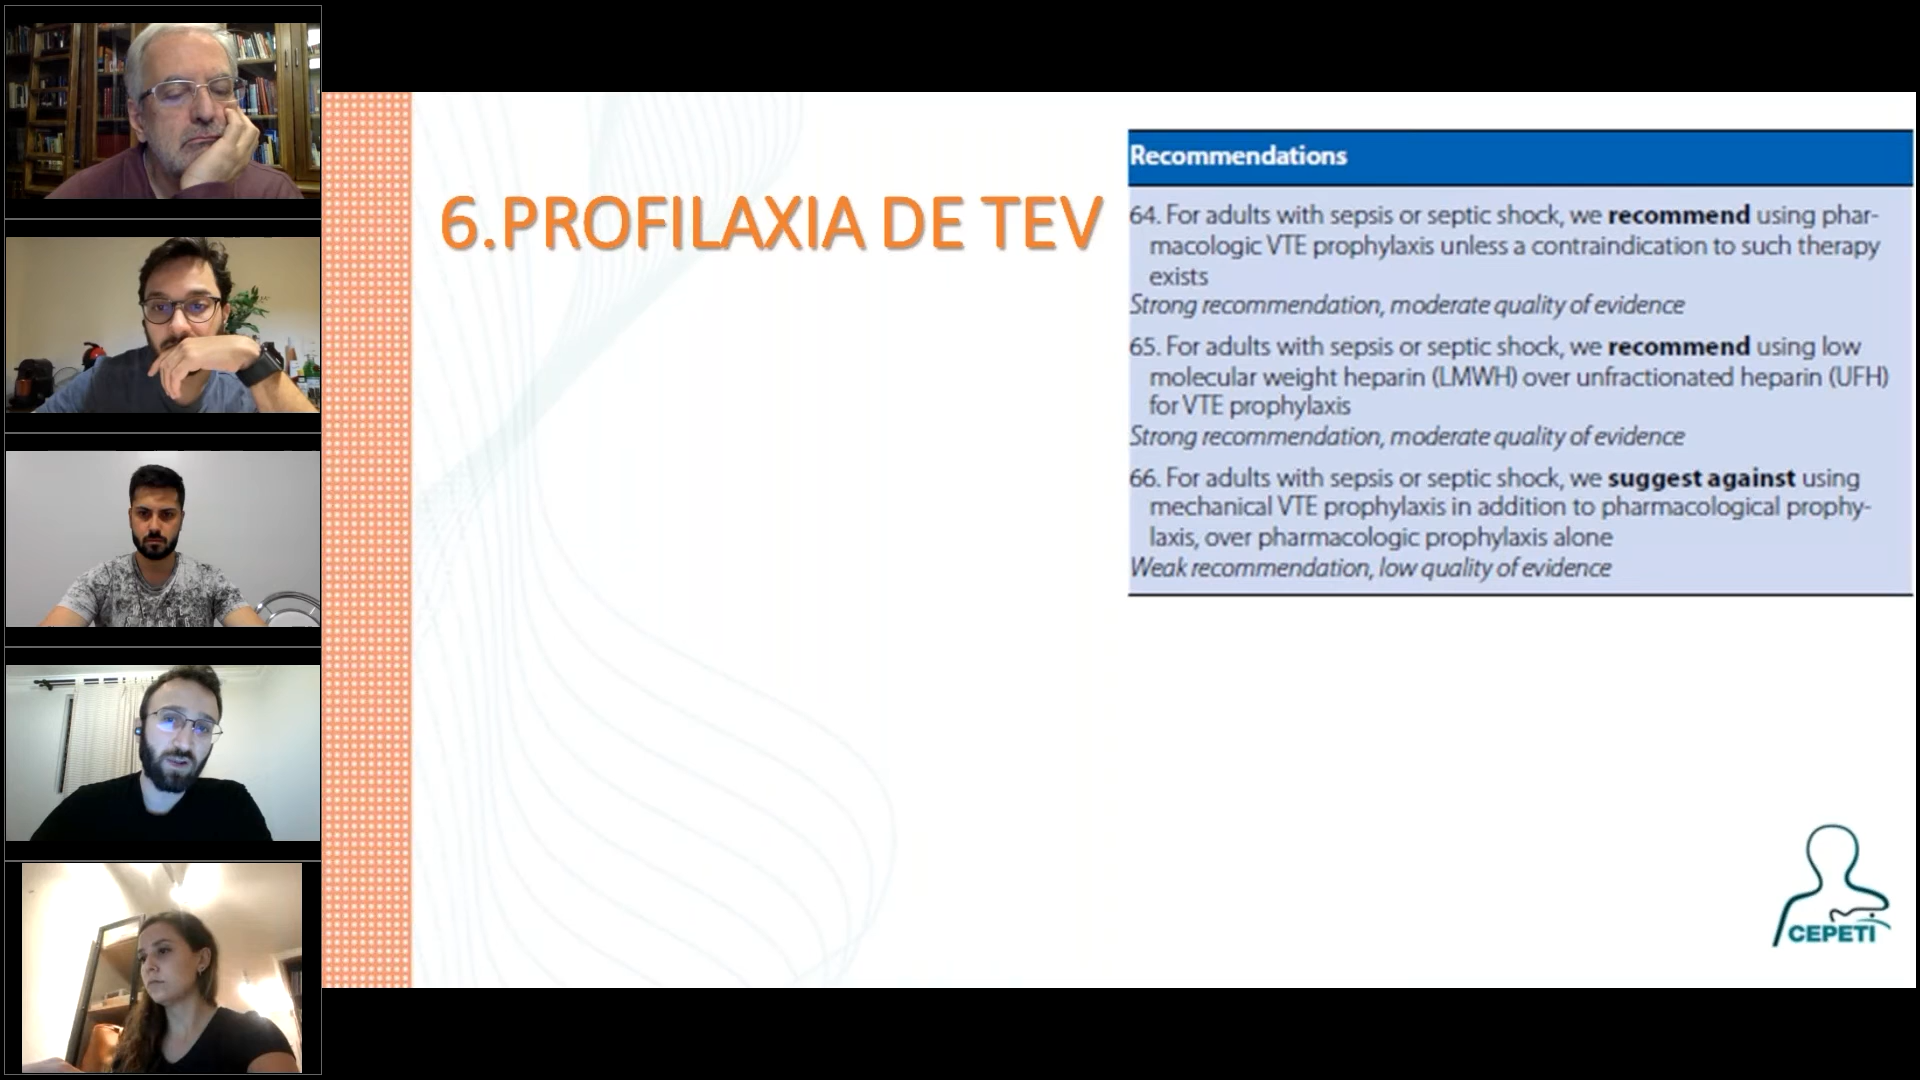 6.PROFILAXIA DE TEV
Recommendations
64. For adults with sepsis or septic shock, we recommend using phar-
macologic VTE prophylaxis unless a contraindication to such therapy
exists
Strong recommendation, moderate quality of evidence
65. For adults with sepsis or septic shock, we recommend using low
molecular weight heparin (LMWH) over unfractionated heparin (UFH)
for VTE prophylaxis
Strong recommendation, moderate quality of evidence
66. For adults with sepsis or septic shock, we suggest against using
mechanical VTE prophylaxis in addition to pharmacological prophy-
laxis, over pharmacologic prophylaxis alone
Weak recommendation, low quality of evidence
CEPETI